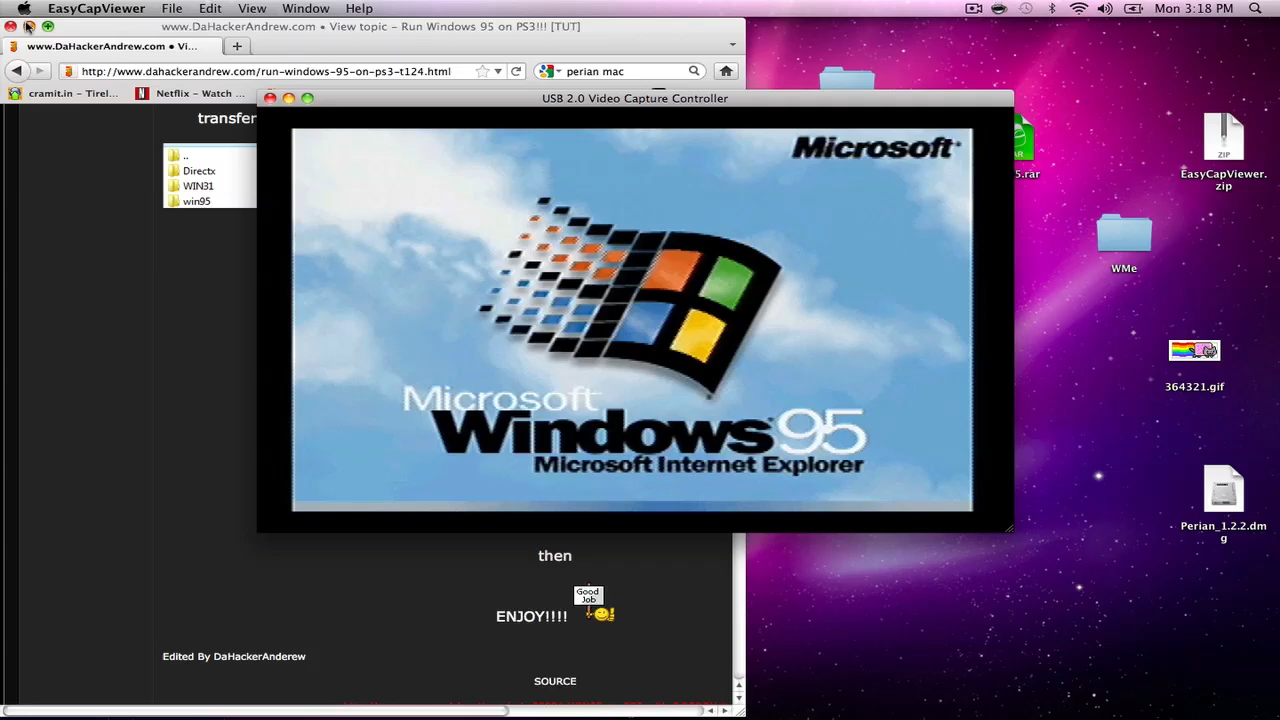 EasyCapViewer File Edit View Window Help Mon 3:18 PM
www.DaHackerAndrew.com • View topic - Run Windows 95 on PS3!!! [TUT]
www.DaHackerAndrew.com • Vi...
http://www.dahackerandrew.com/run-windows-95-on-ps3-t124.html perian mac
cramit.in - Tirel... Netflix - Watch ...
USB 2.0 Video Capture Controller
transfer
..
Directx
WIN31
win95
Microsoft
Microsoft
Windows 95
Microsoft Internet Explorer
then
Good
Job
ENJOY!!!!
Edited By DaHackerAnderew
SOURCE
5.rar
ZIP
EasyCapViewer.
zip
WMe
364321.gif
Perian_1.2.2.dm
g